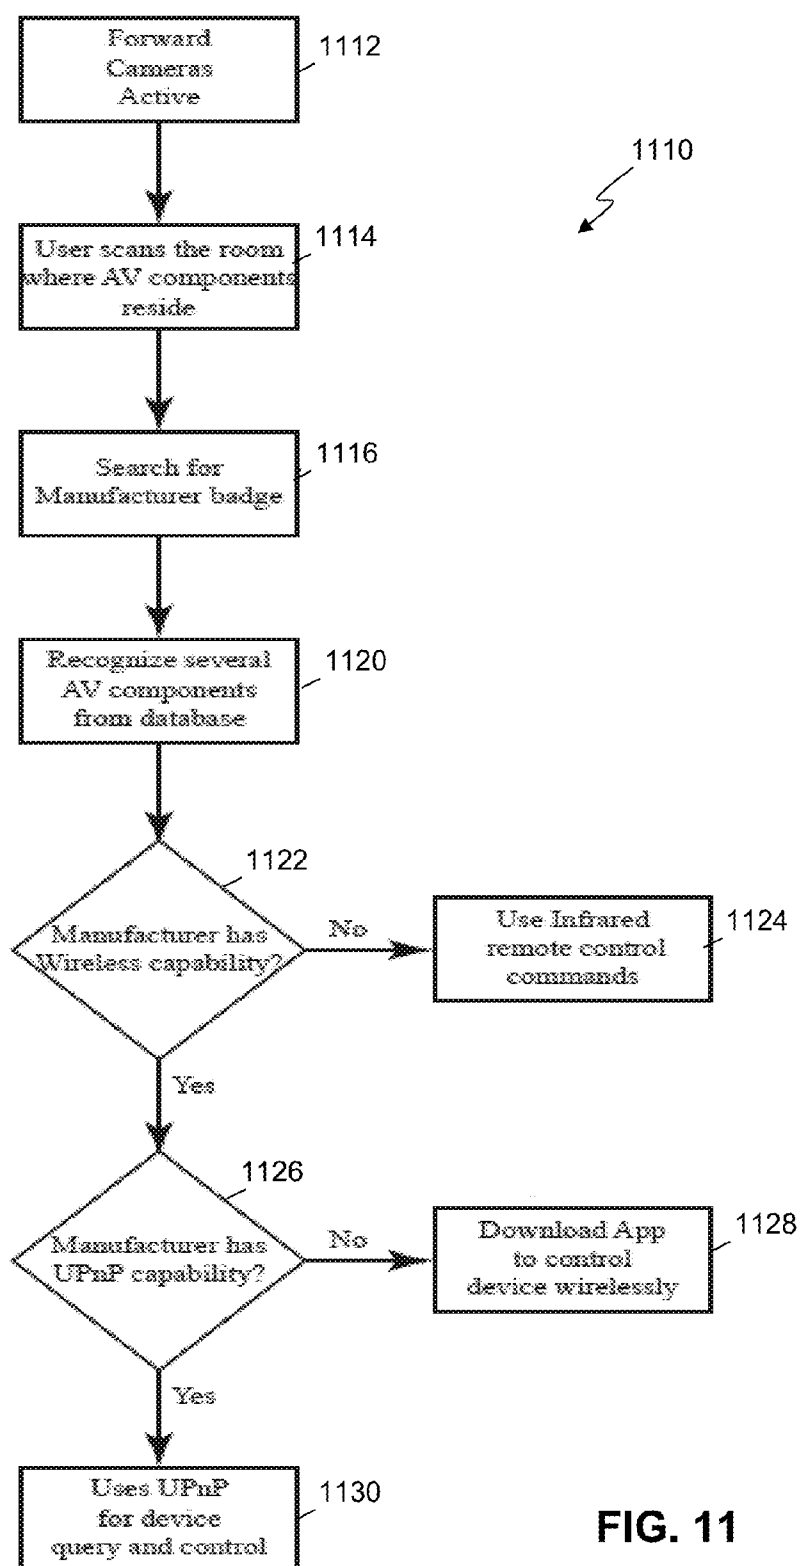 Forward
Cameras
Active
1112
1110
User scans the room
where AV components
reside
1114
Search for
Manufacturer badge
1116
Recognize several
AV components
from database
1120
1122
Manufacturer has
Wireless capability?
No
Use Infrared
remote control
commands
1124
Yes
1126
Manufacturer has
UPnP capability?
No
Download App
to control
device wirelessly
1128
Yes
Uses UPnP
for device
query and control
1130
FIG. 11